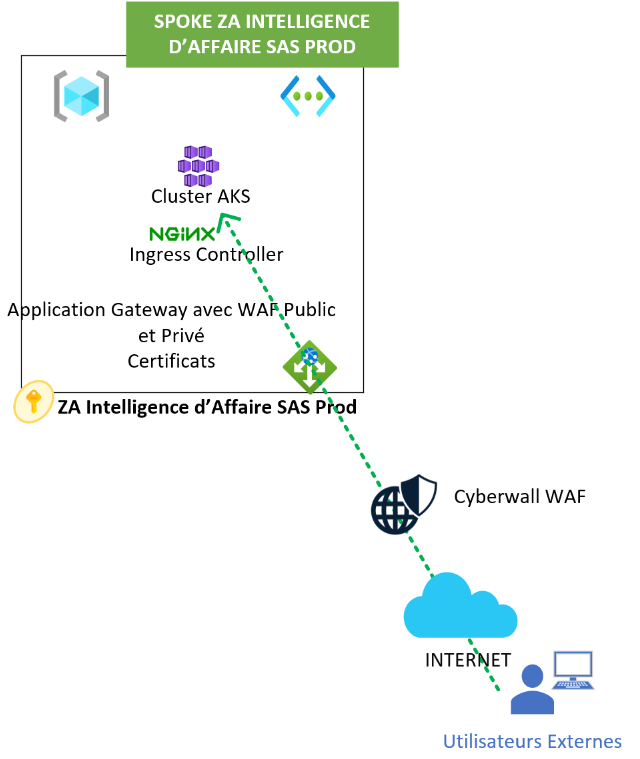 SPOKE ZA INTELLIGENCE
D'AFFAIRE SAS PROD
Cluster AKS
NGiNX
Ingress Controller
Application Gateway avec WAF Public
et Privé
Certificats
ZA Intelligence d'Affaire SAS Prod
Cyberwall WAF
INTERNET
Utilisateurs Externes